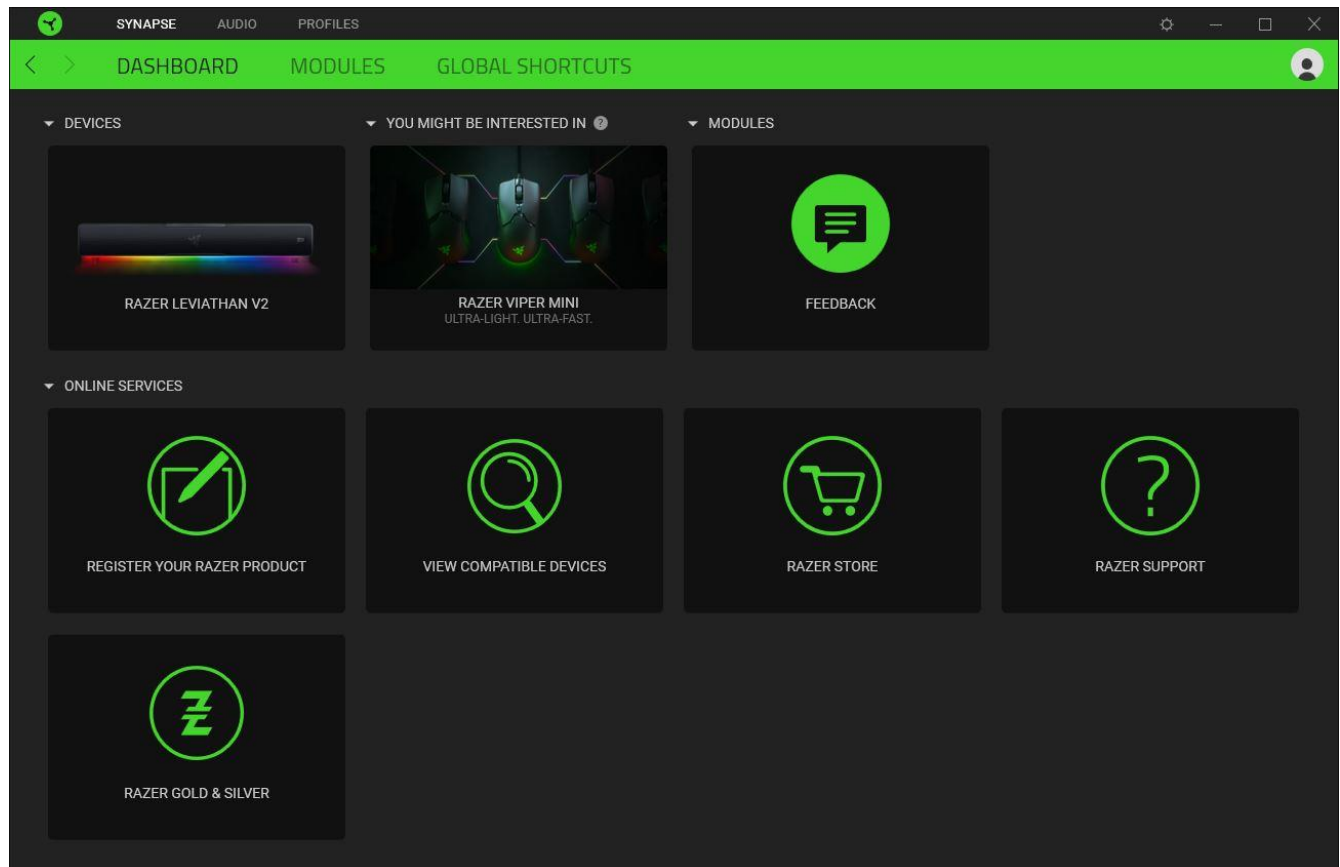 SYNAPSE AUDIO PROFILES
DASHBOARD MODULES GLOBAL SHORTCUTS
DEVICES
RAZER LEVIATHAN V2
YOU MIGHT BE INTERESTED IN ?
RAZER VIPER MINI
ULTRA-LIGHT. ULTRA-FAST.
MODULES
FEEDBACK
ONLINE SERVICES
REGISTER YOUR RAZER PRODUCT
VIEW COMPATIBLE DEVICES
RAZER STORE
?
RAZER SUPPORT
RAZER GOLD & SILVER